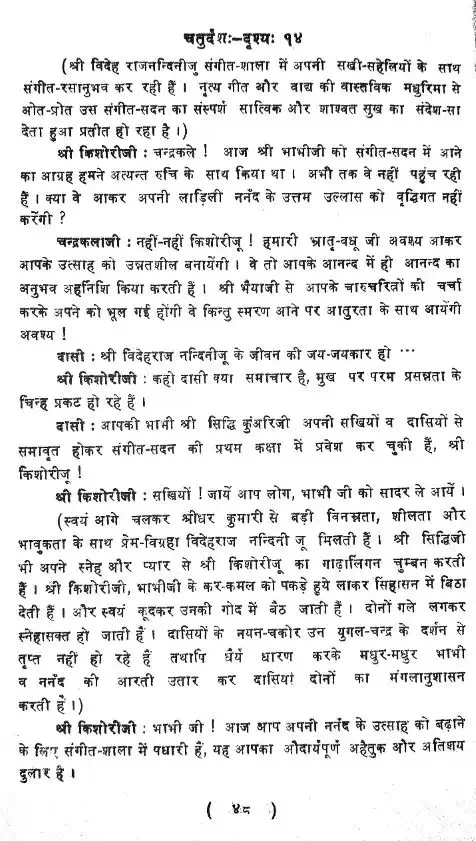 चतुर्दशः-दृश्यः १४
(श्री विदेह राजनन्दिनीजु संगीत-शाला में अपनी सखी-सहेलियों के साथ
संगीत-रसानुभव कर रही हैं । नृत्य गीत और वाद्य की वास्तविक मधुरिमा से
ओत-प्रोत उस संगीत-सदन का संस्पर्श सात्विक और शाश्वत सुख का संदेश-सा
देता हुआ प्रतीत हो रहा है ।)
श्री किशोरीजी : चन्द्रकले ! आज श्री भाभीजी को संगीत-सदन में आने
का आग्रह हमने अत्यन्त रुचि के साथ किया था । अभी तक वे नहीं पहुंच रही
हैं । क्या वे आकर अपनी लाड़िली ननँद के उत्तम उल्लास को वृद्धिगत नहीं
करेंगी ?
चन्द्रकलाजी : नहीं-नहीं किशोरीजू ! हमारी भ्रातृ-वधू जी अवश्य आकर
आपके उत्साह को उन्नतशील बनायेंगी । वे तो आपके आनन्द में ही आनन्द का
अनुभव अहर्निशि किया करती हैं । श्री भैयाजी से आपके चारुचरित्रों की चर्चा
करके अपने को भूल गई होंगी वे किन्तु स्मरण आने पर आतुरता के साथ आयेंगी
अवश्य !
दासी : श्री विदेहराज नन्दिनीजू के जीवन की जय-जयकार हो ···
श्री किशोरीजी : कहो दासी क्या समाचार है, मुख पर परम प्रसन्नता के
चिन्ह प्रकट हो रहे हैं ।
दासी : आपकी भाभी श्री सिद्धि कुंअरिजी अपनी सखियों व दासियों से
समावृत होकर संगीत-सदन की प्रथम कक्षा में प्रवेश कर चुकी हैं, श्री
किशोरीजू !
श्री किशोरीजी : सखियों ! जायें आप लोग, भाभी जी को सादर ले आयें ।
(स्वयं आगे चलकर श्रीधर कुमारी से बड़ी विनम्रता, शीलता और
भावुकता के साथ प्रेम-विग्रहा विदेहराज नन्दिनी जू मिलती हैं । श्री सिद्धिजी
भी अपने स्नेह और प्यार से श्री किशोरीजू का गाढ़ालिंगन चुम्बन करती
हैं । श्री किशोरीजी, भाभीजी के कर-कमल को पकड़े हुये लाकर सिंहासन में बिठा
देती हैं । और स्वयं कूदकर उनकी गोद में बैठ जाती हैं । दोनों गले लगकर
स्नेहासक्त हो जाती हैं । दासियों के नयन-चकोर उन युगल-चन्द्र के दर्शन से
तृप्त नहीं हो रहे हैं तथापि धैर्य धारण करके मधुर-मधुर भाभी
व ननंद की आरती उतार कर दासियां दोनों का मंगलानुशासन
करती हैं ।)
श्री किशोरीजी : भाभी जी ! आज आप अपनी ननँद के उत्साह को बढ़ाने
के लिए संगीत-शाला में पधारी हैं, यह आपका औदार्यपूर्ण अहैतुक और अतिशय
दुलार है ।
( ४८ )